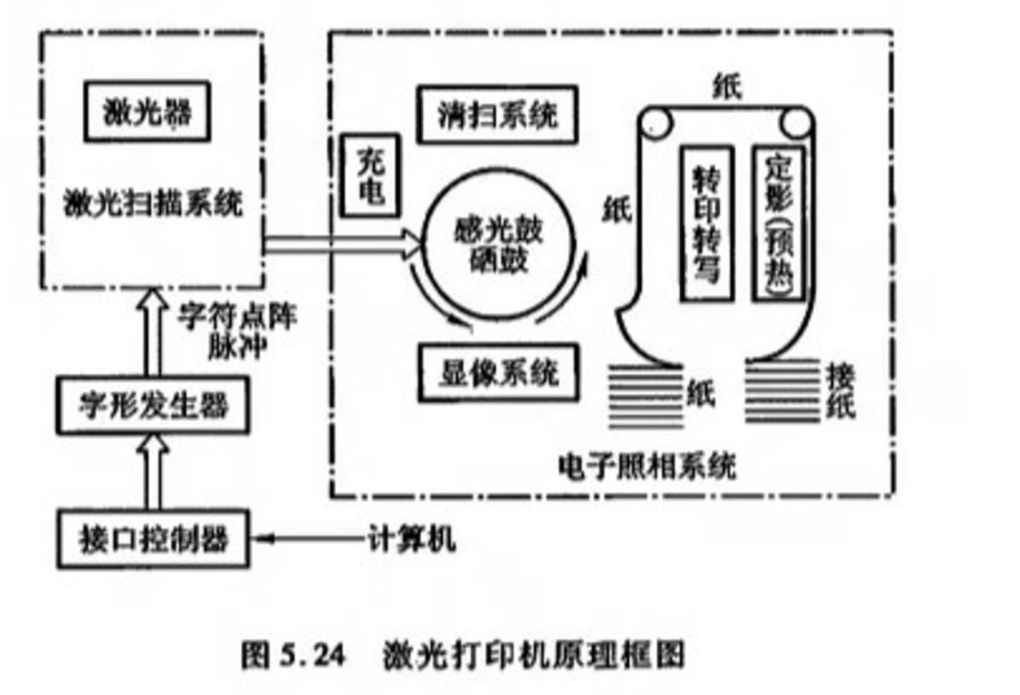 激光器
激光扫描系统
字符点阵
脉冲
字形发生器
接口控制器
计算机
充电
清扫系统
感光鼓
硒鼓
显像系统
纸
纸
转印转写
定影(预热)
纸
接纸
电子照相系统
图 5.24 激光打印机原理框图